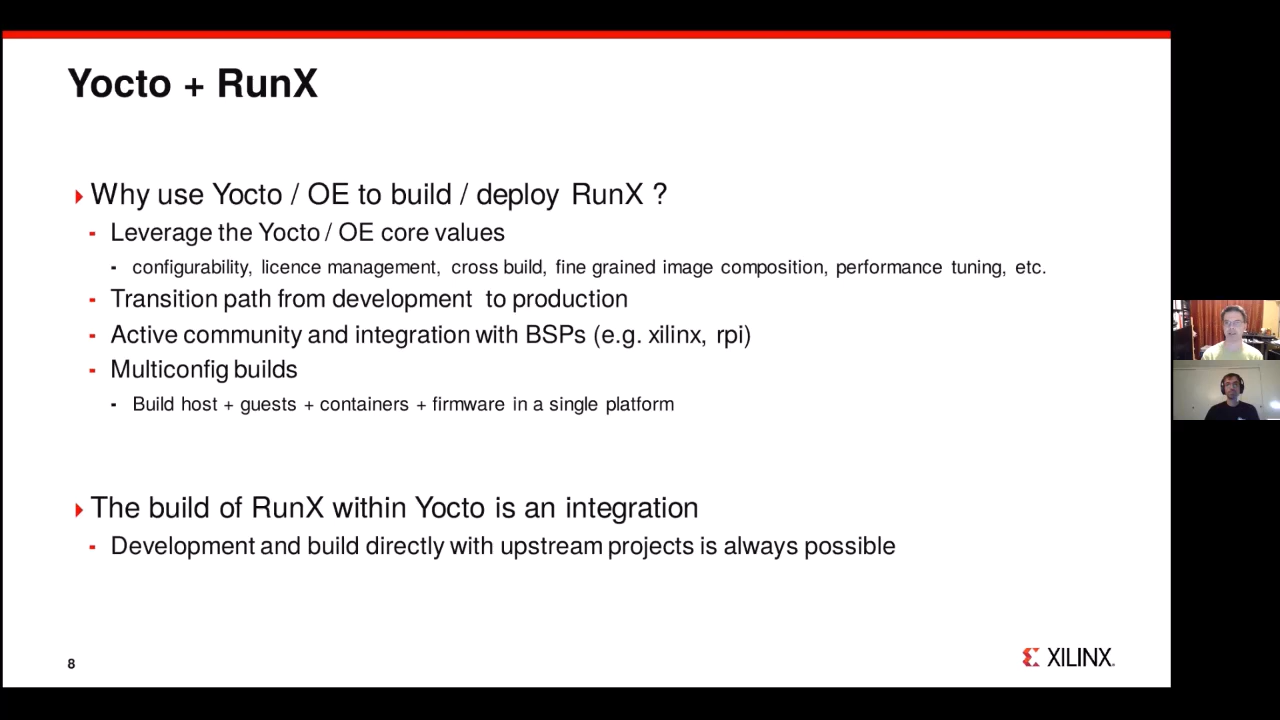 Yocto + RunX
Why use Yocto / OE to build / deploy RunX ?
- Leverage the Yocto / OE core values
- configurability, licence management, cross build, fine grained image composition, performance tuning, etc.
- Transition path from development to production
- Active community and integration with BSPs (e.g. xilinx, rpi)
- Multiconfig builds
- Build host + guests + containers + firmware in a single platform
The build of RunX within Yocto is an integration
- Development and build directly with upstream projects is always possible
8
XILINX.